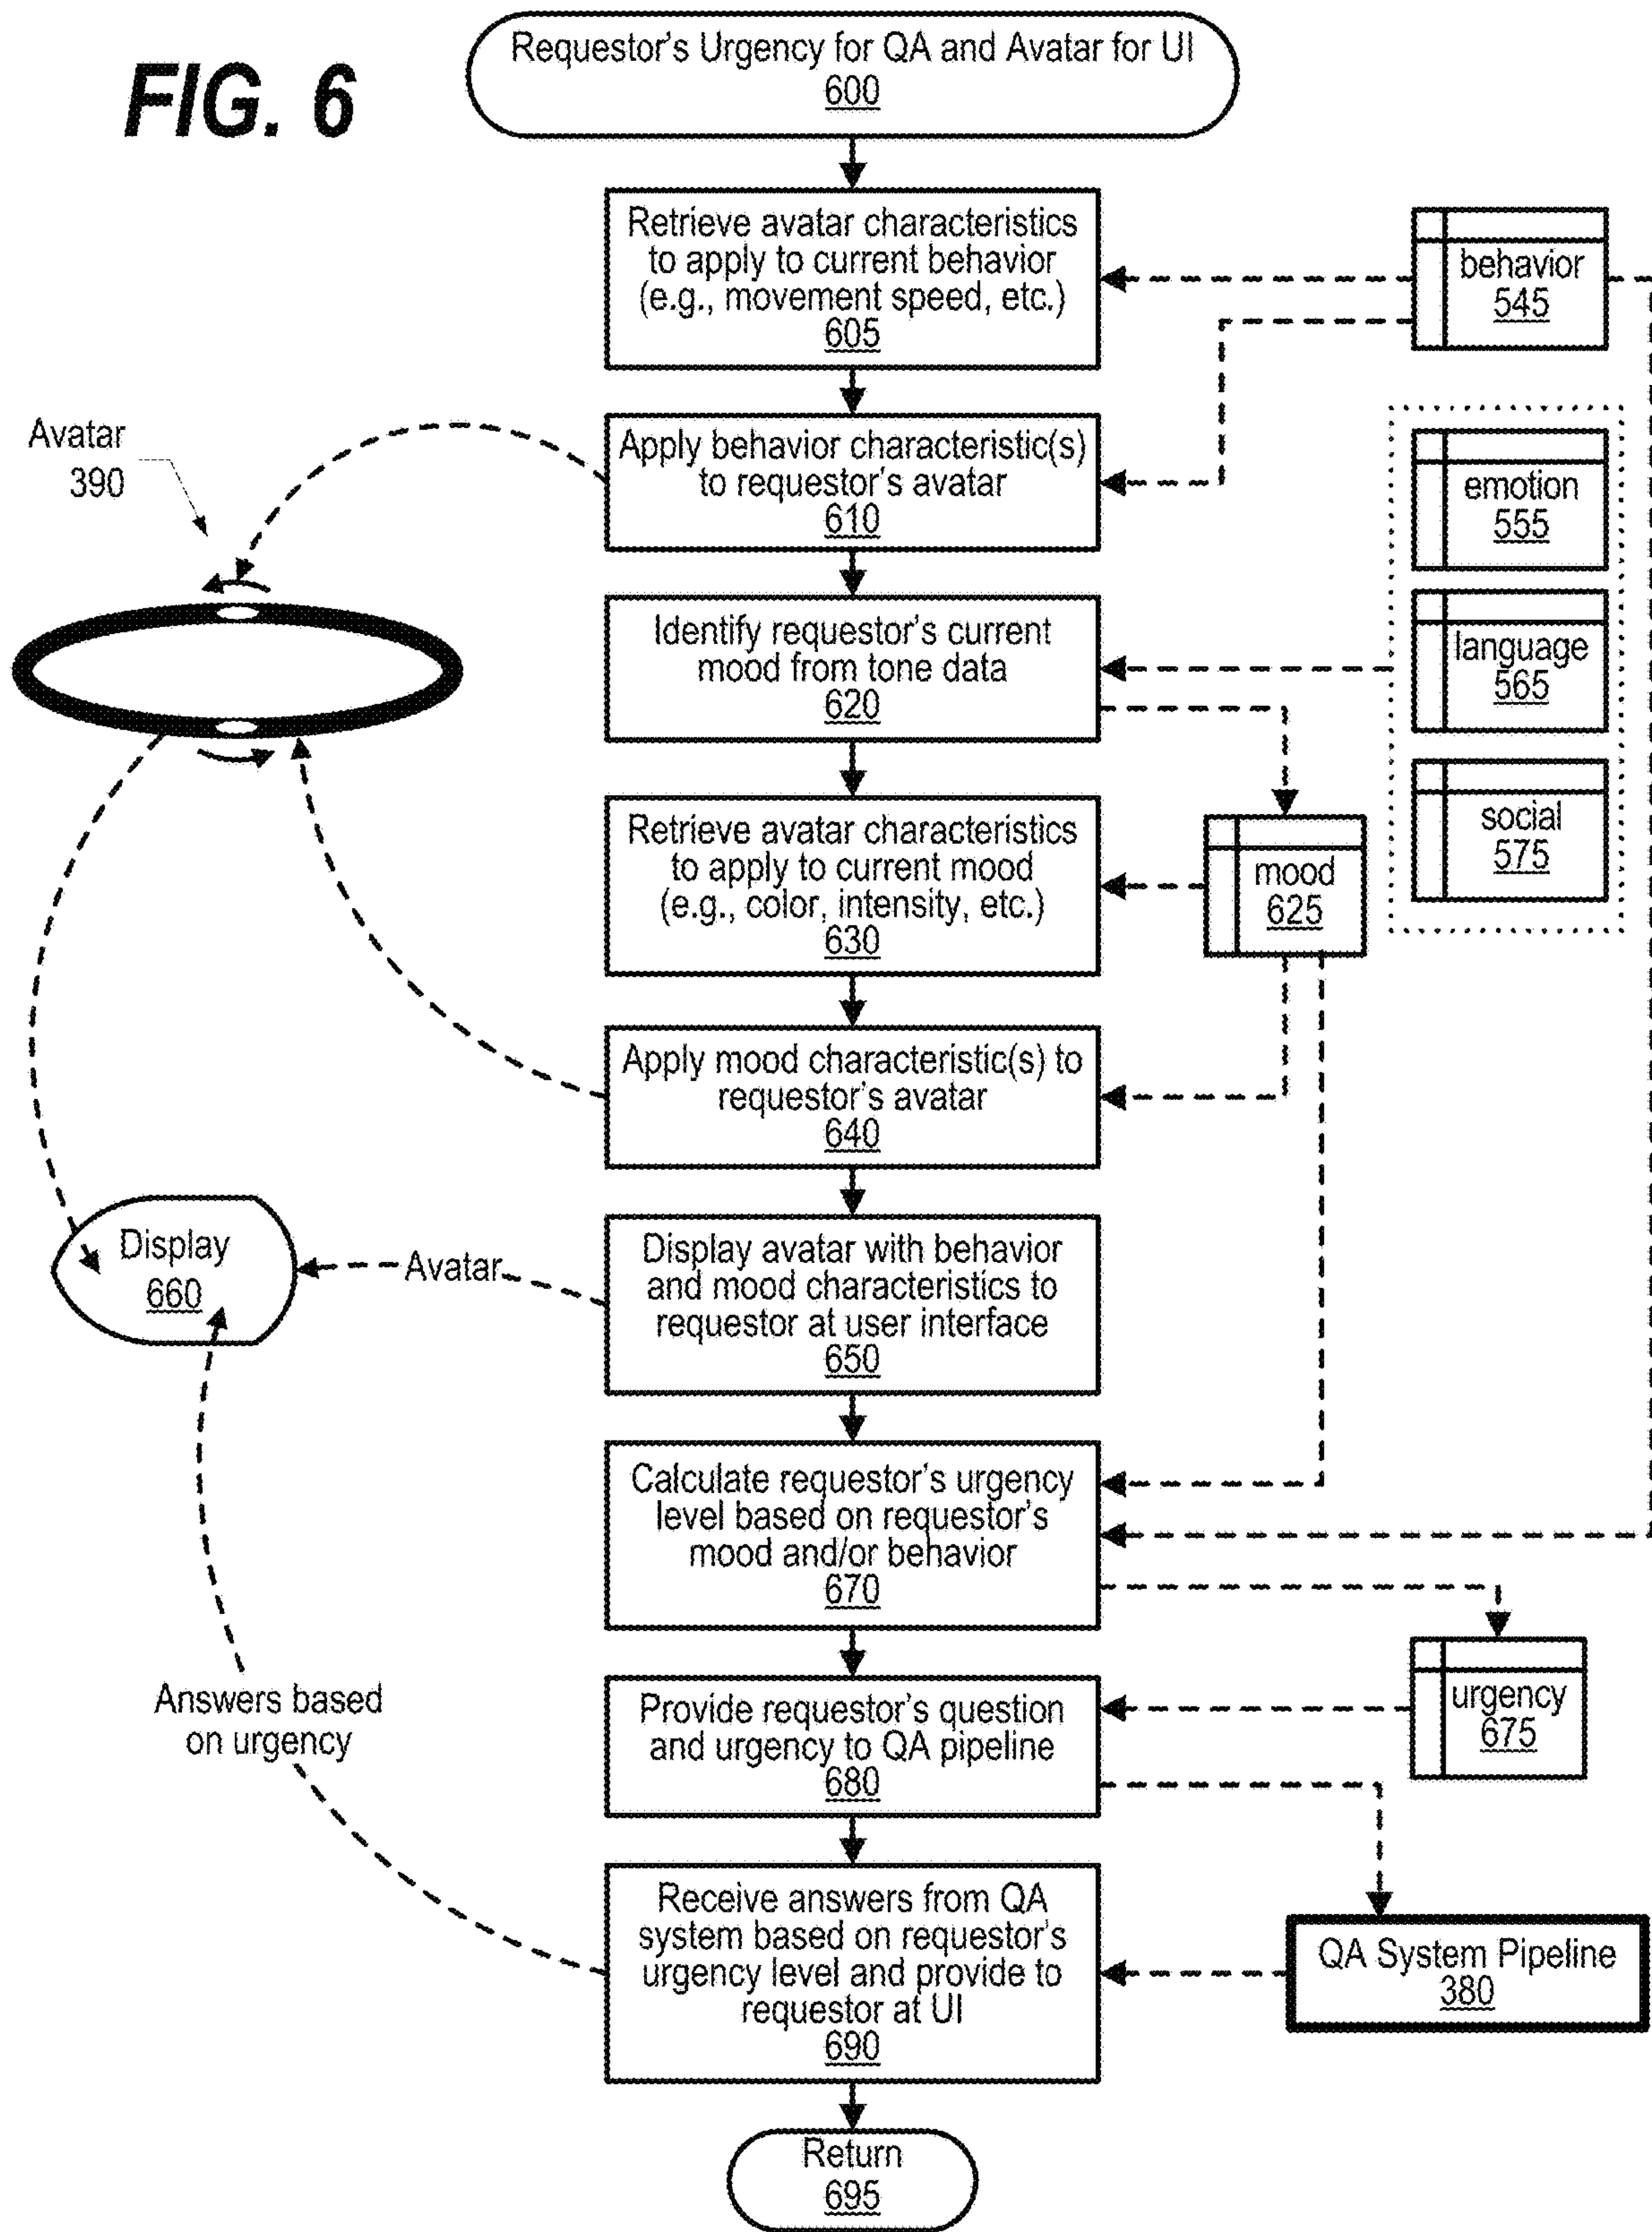 FIG. 6
Requestor's Urgency for QA and Avatar for UI
600
Retrieve avatar characteristics
to apply to current behavior
(e.g., movement speed, etc.)
605
behavior
545
Avatar
390
Apply behavior characteristic(s)
to requestor's avatar
610
emotion
555
Identify requestor's current
mood from tone data
620
language
565
Retrieve avatar characteristics
to apply to current mood
(e.g., color, intensity, etc.)
630
mood
625
social
575
Apply mood characteristic(s) to
requestor's avatar
640
Display
660
Avatar
Display avatar with behavior
and mood characteristics to
requestor at user interface
650
Calculate requestor's urgency
level based on requestor's
mood and/or behavior
670
Answers based
on urgency
Provide requestor's question
and urgency to QA pipeline
680
urgency
675
Receive answers from QA
system based on requestor's
urgency level and provide to
requestor at UI
690
QA System Pipeline
380
Return
695